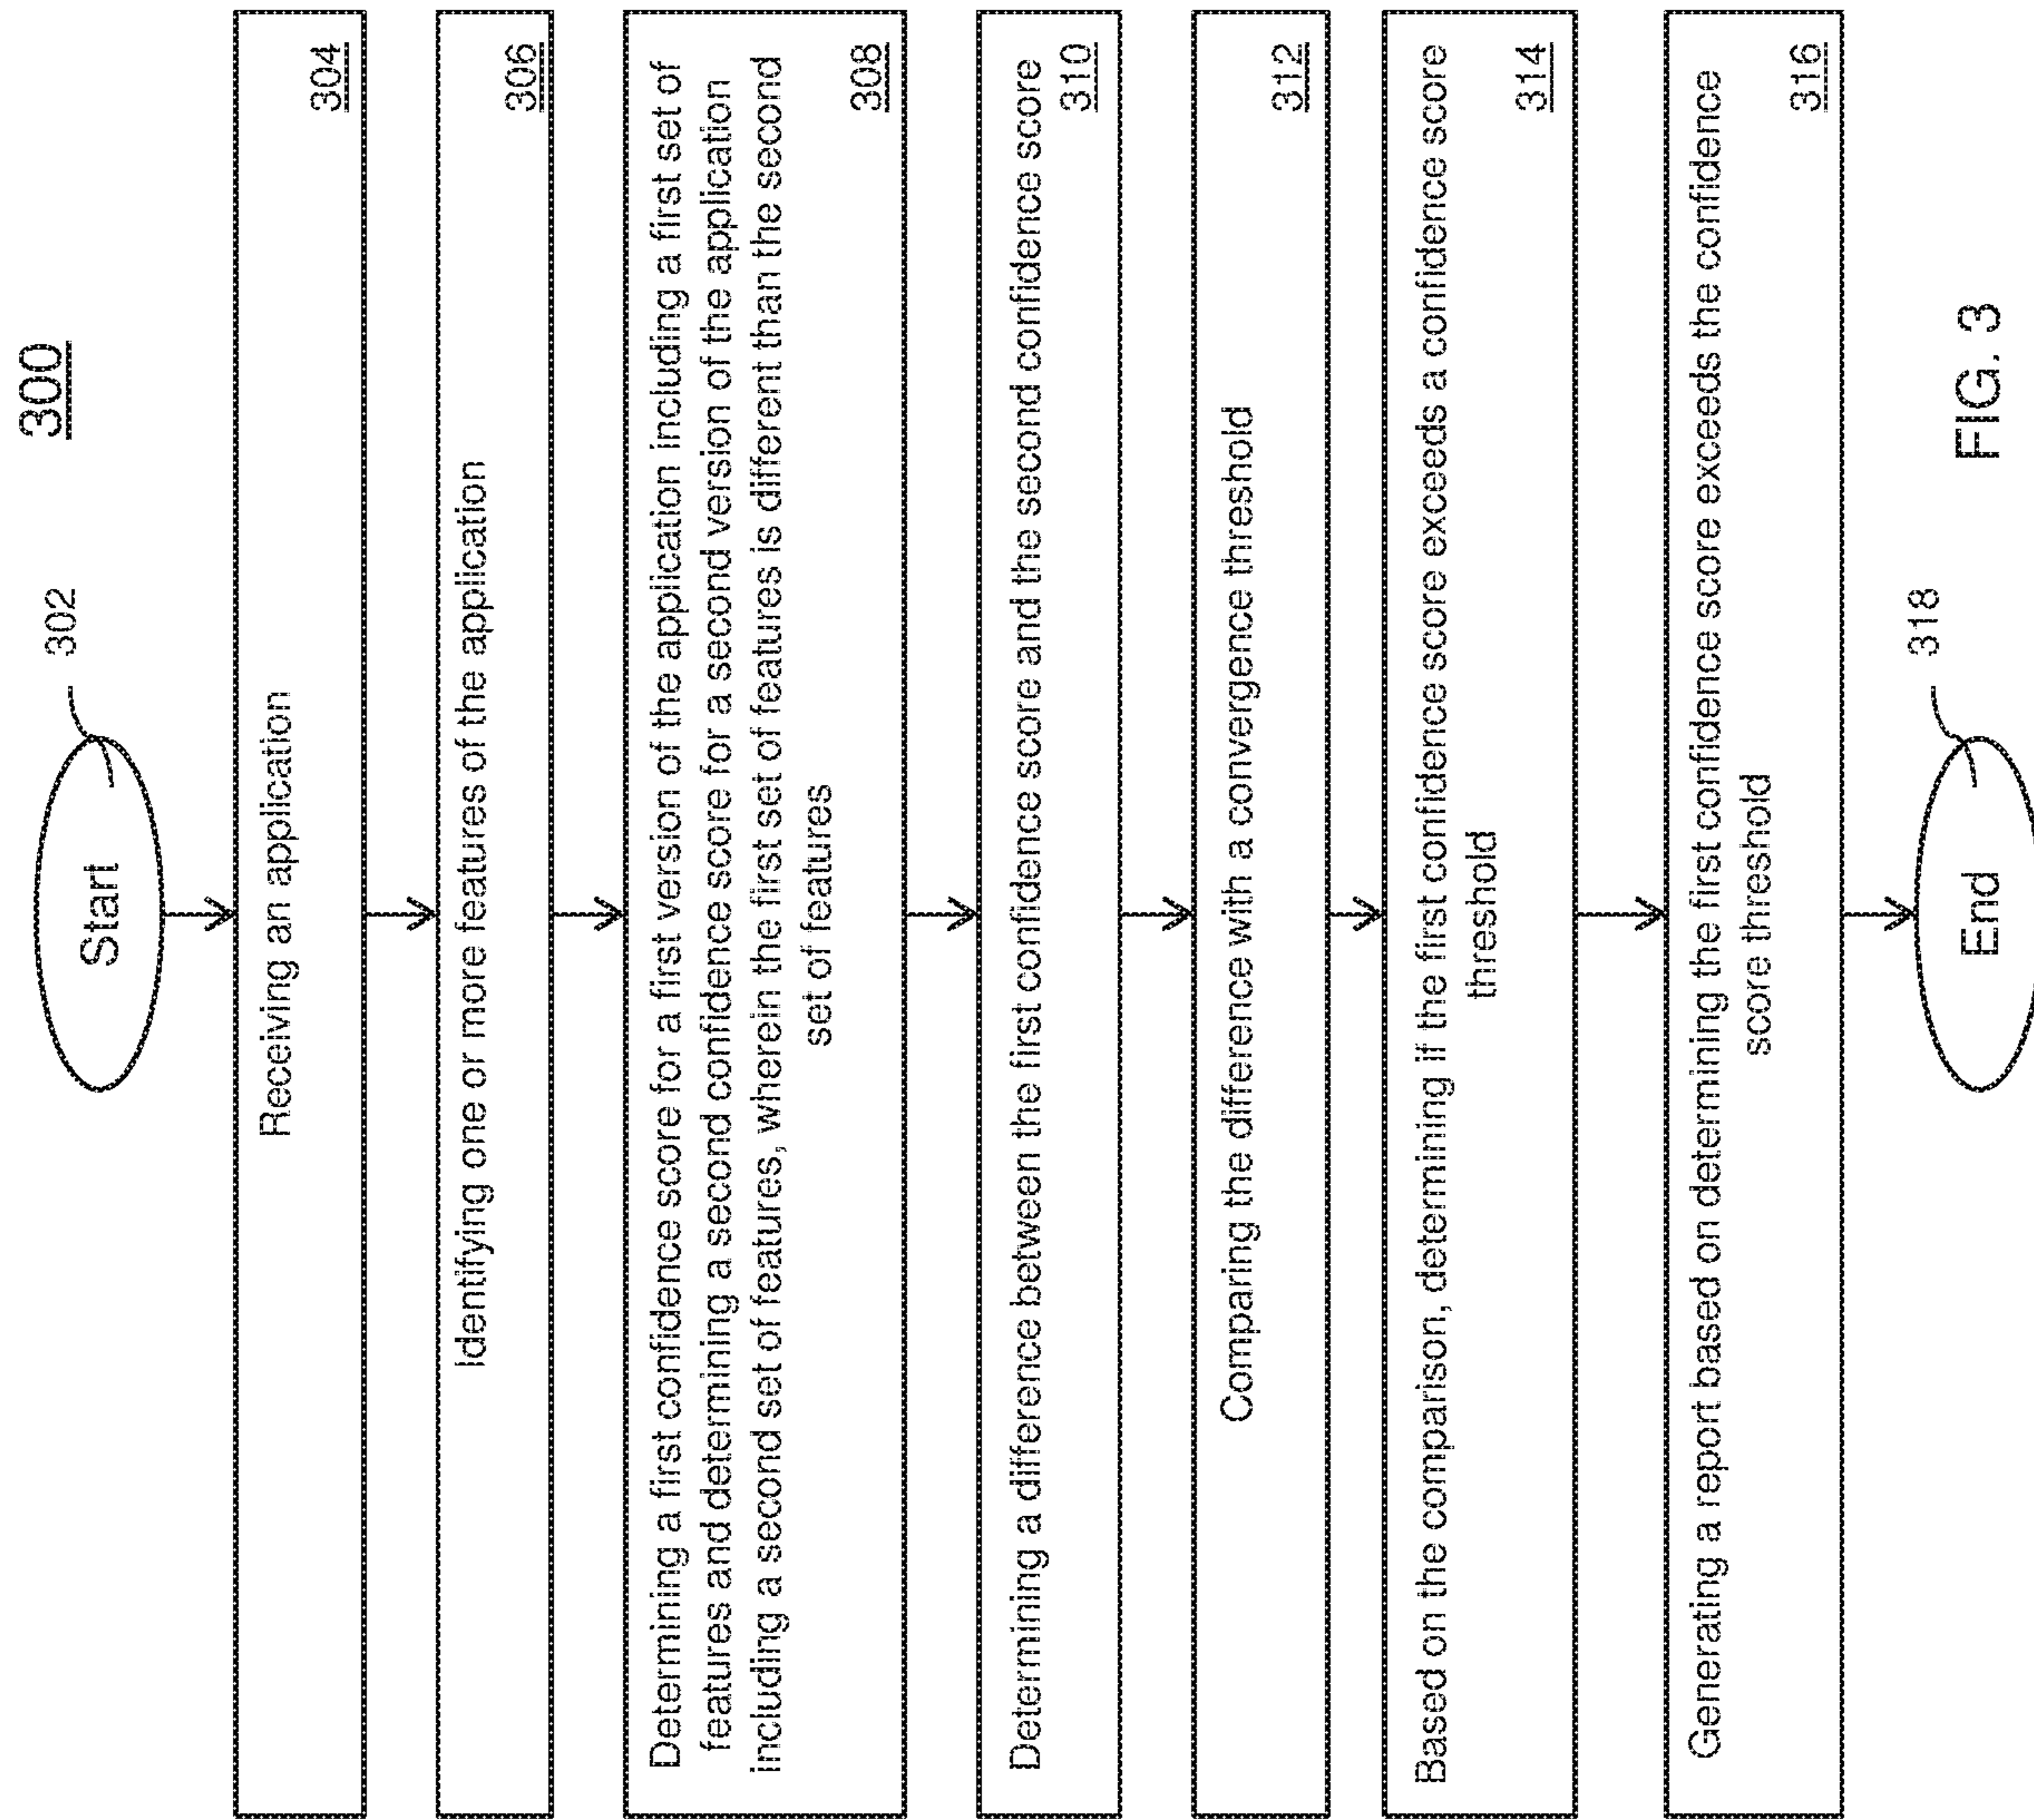 300
302
Start
Receiving an application
304
Identifying one or more features of the application
306
Determining a first confidence score for a first version of the application including a first set of
features and determining a second confidence score for a second version of the application
including a second set of features, wherein the first set of features is different than the second
set of features
308
Determining a difference between the first confidence score and the second confidence score
310
Comparing the difference with a convergence threshold
312
Based on the comparison, determining if the first confidence score exceeds a confidence score
threshold
314
Generating a report based on determining the first confidence score exceeds the confidence
score threshold
316
318
End
FIG. 3